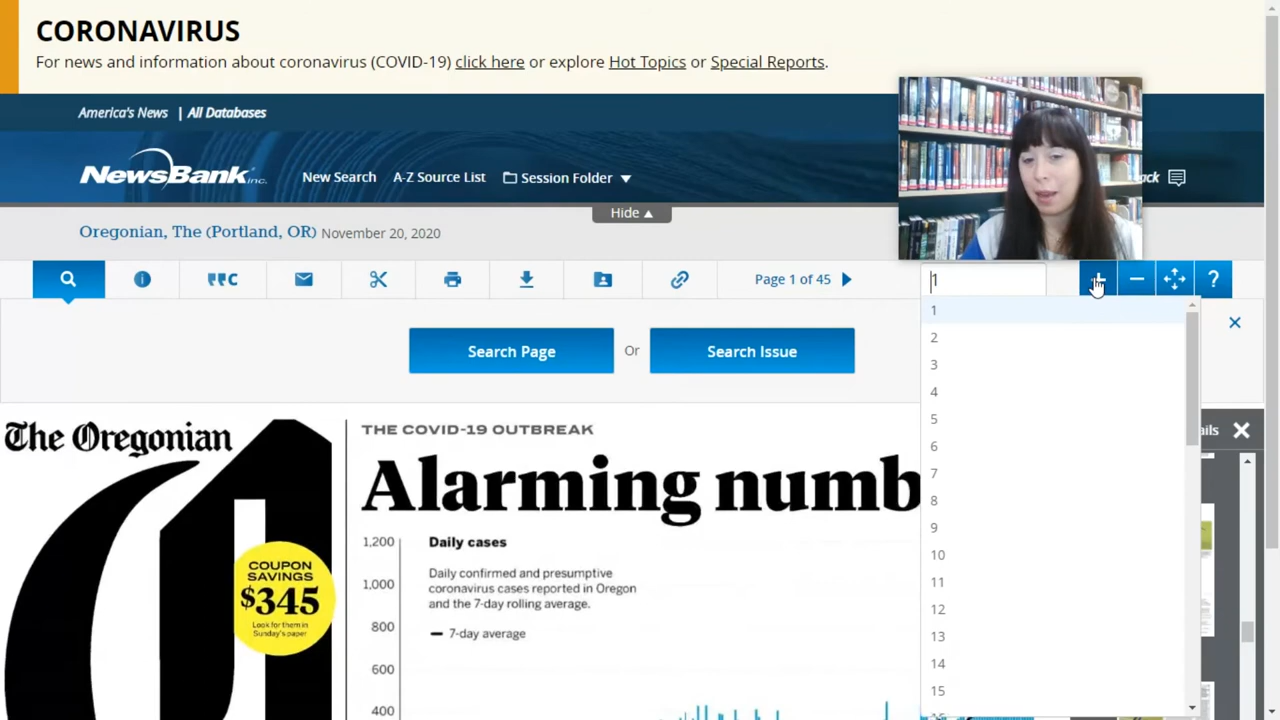 CORONAVIRUS
For news and information about coronavirus (COVID-19) click here or explore Hot Topics or Special Reports.
America's News | All Databases
NewsBank inc.
New Search
A-Z Source List
Session Folder
ack
Hide
Oregonian, The (Portland, OR) November 20, 2020
Page 1 of 45
1
?
1
2
3
4
5
6
7
8
9
10
11
12
13
14
15
Search Page Or Search Issue
ails
The Oregonian
COUPON
SAVINGS
$345
Look for them in
Sunday's paper
THE COVID-19 OUTBREAK
Alarming numb
Daily cases
Daily confirmed and presumptive
coronavirus cases reported in Oregon
and the 7-day rolling average.
7-day average
1,200
1,000
800
600
400